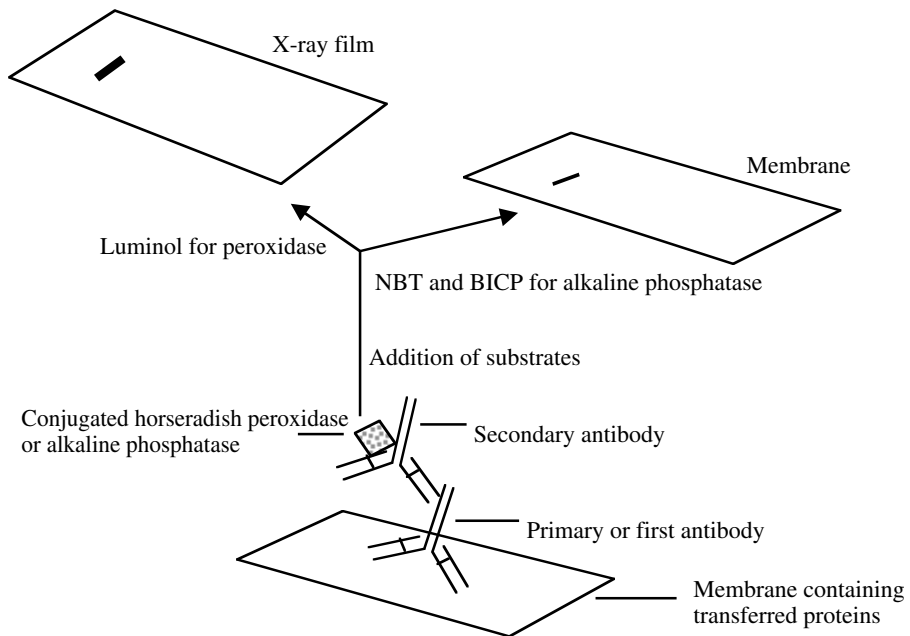 X-ray film
Membrane
Luminol for peroxidase
NBT and BICP for alkaline phosphatase
Addition of substrates
Conjugated horseradish peroxidase
or alkaline phosphatase
Secondary antibody
Primary or first antibody
Membrane containing
transferred proteins